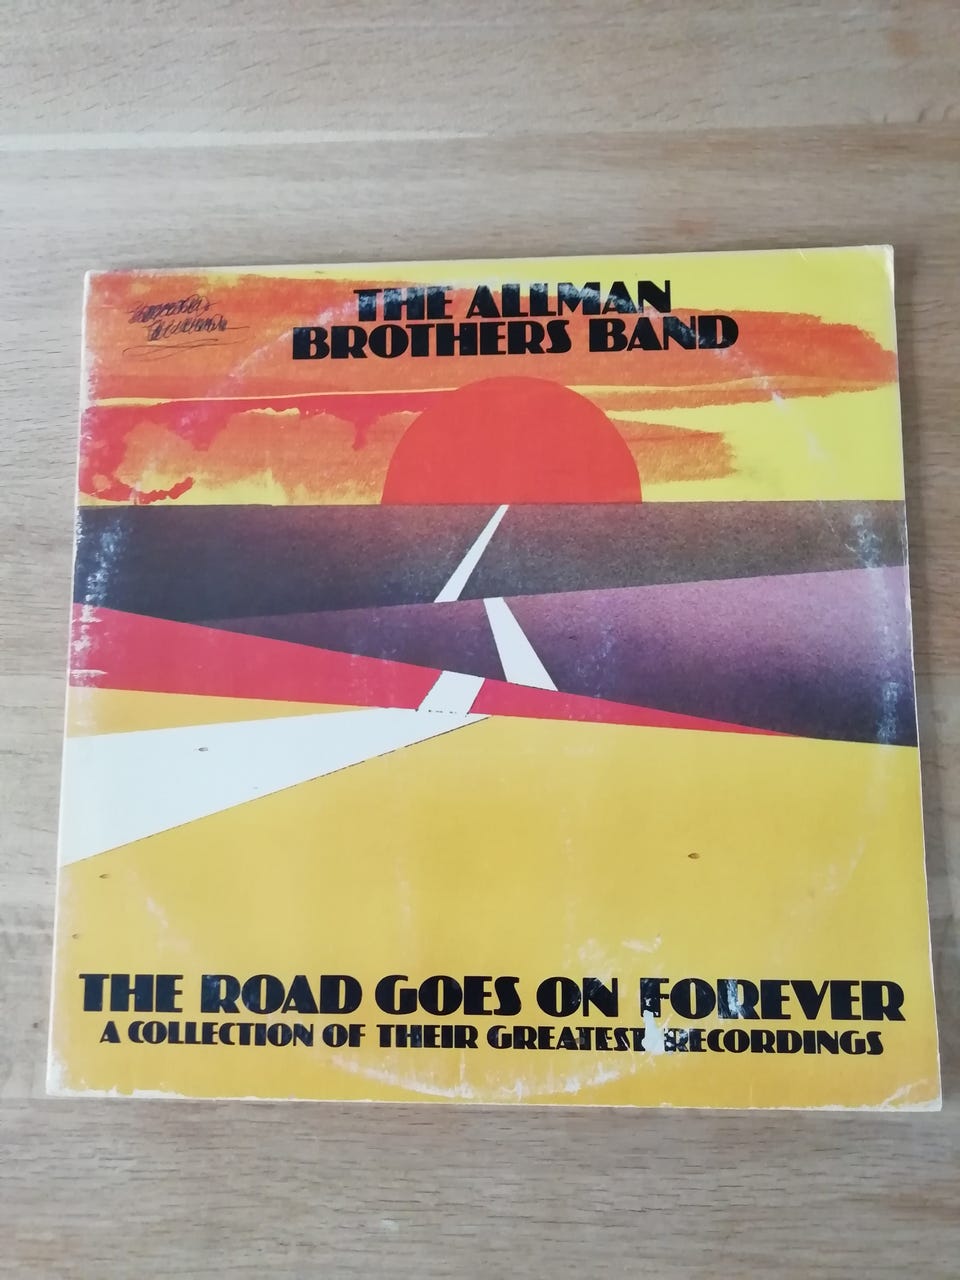 THE ALLMAN
BROTHERS BAND
THE ROAD GOES ON FOREVER
A COLLECTION OF THEIR GREATEST RECORDINGS